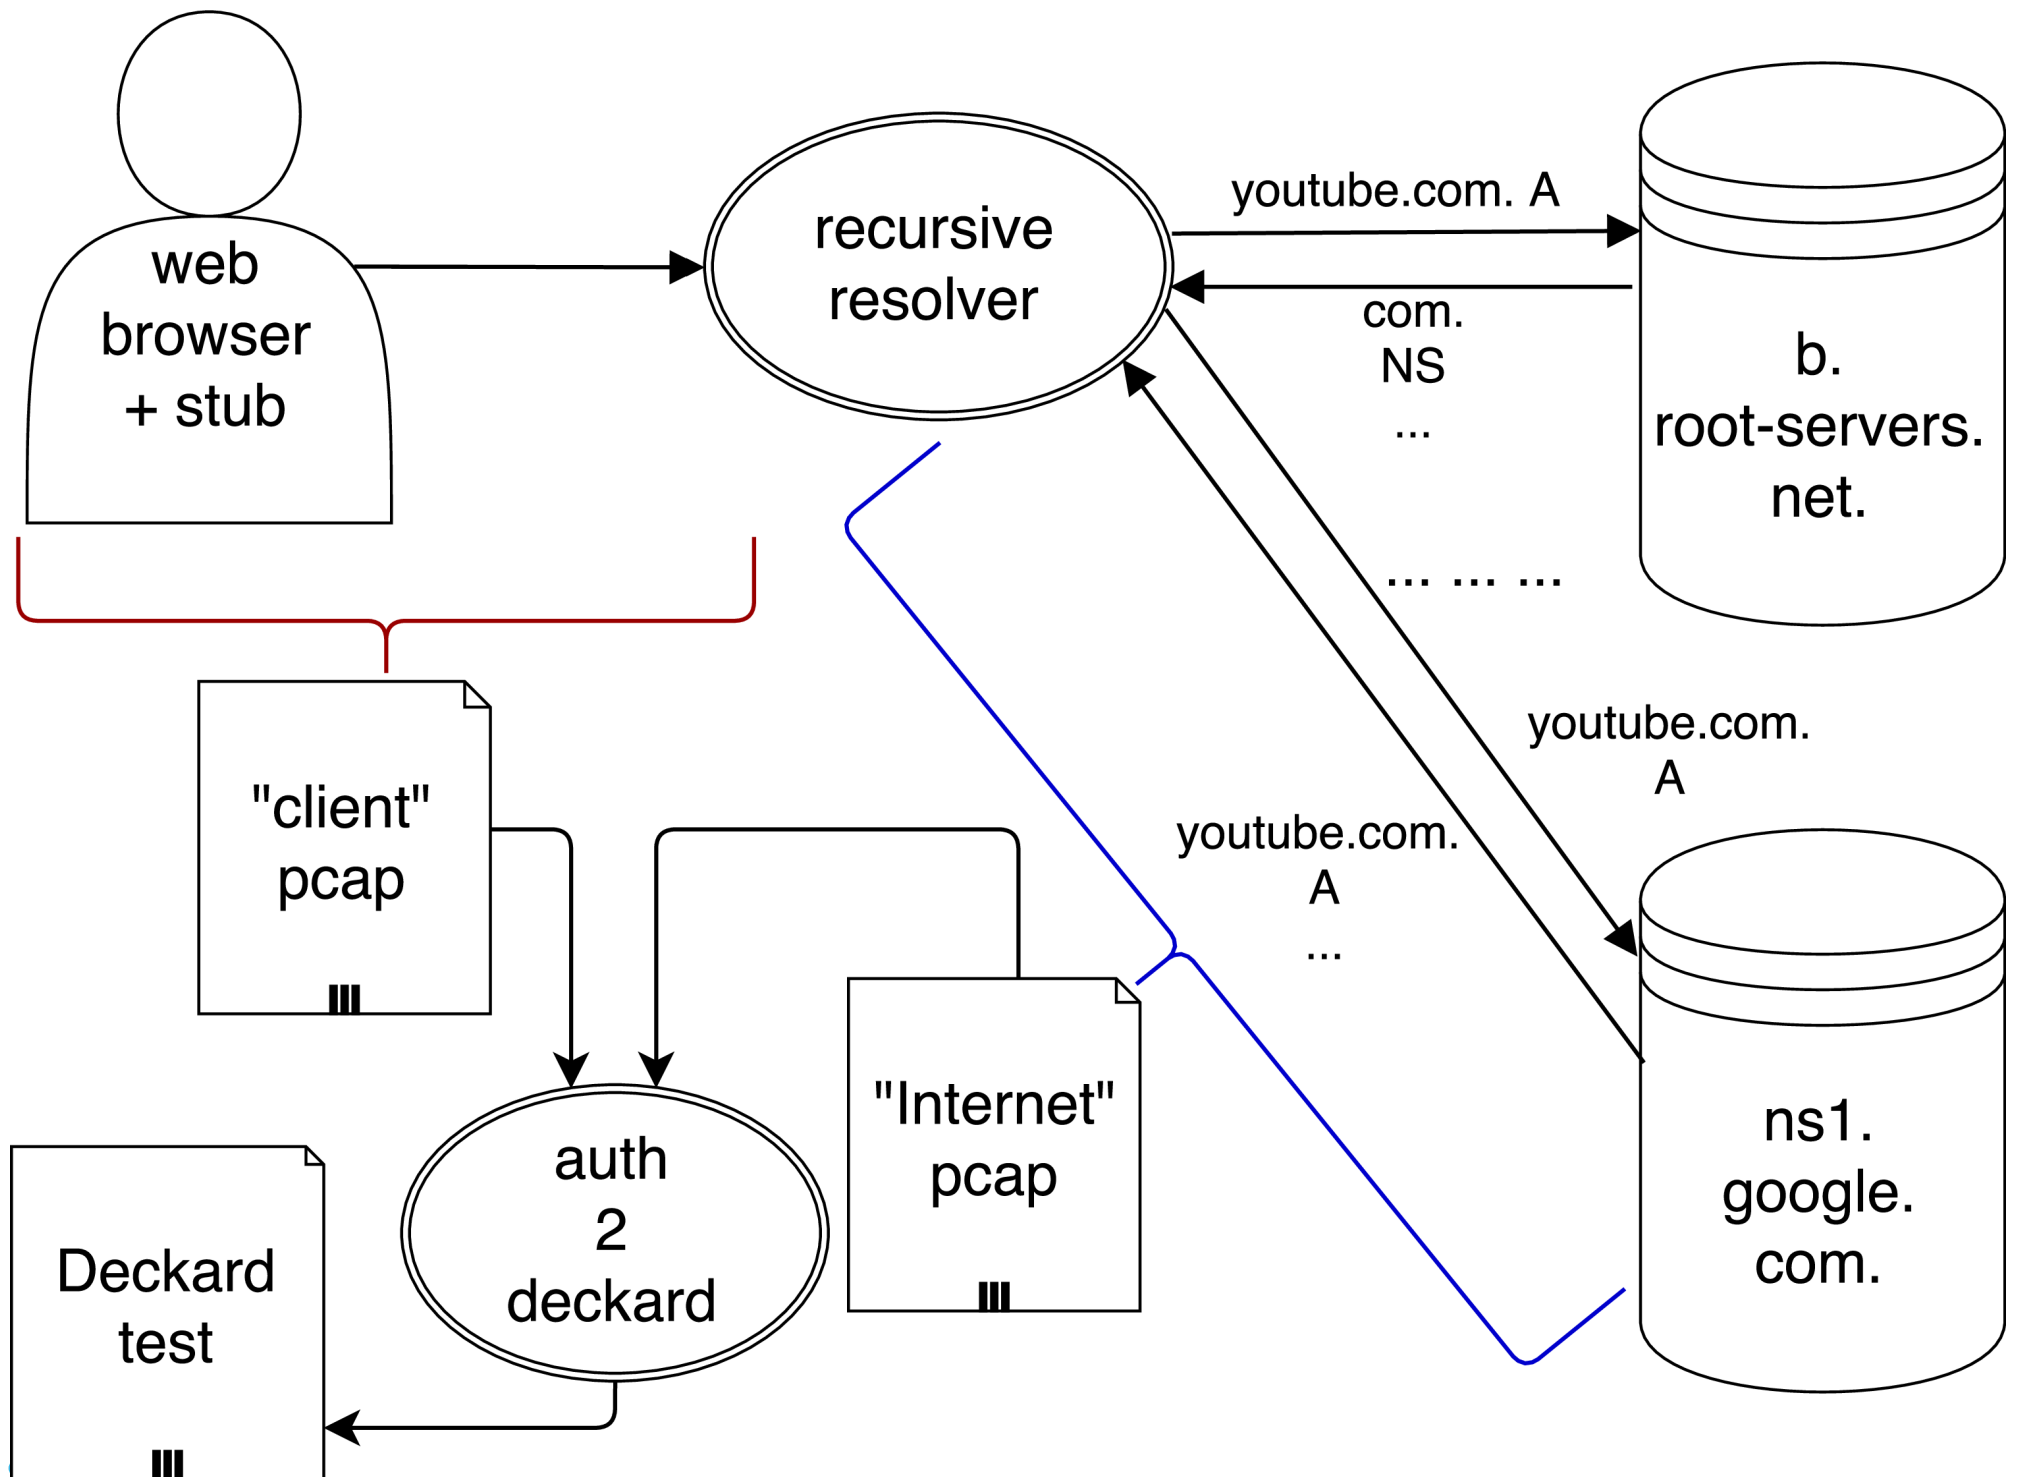 web
browser
+ stub
recursive
resolver
youtube.com. A
com.
NS
...
b.
root-servers.
net.
... ... ...
youtube.com.
A
youtube.com.
A
...
"client"
pcap
"Internet"
pcap
ns1.
google.
com.
auth
2
deckard
Deckard
test